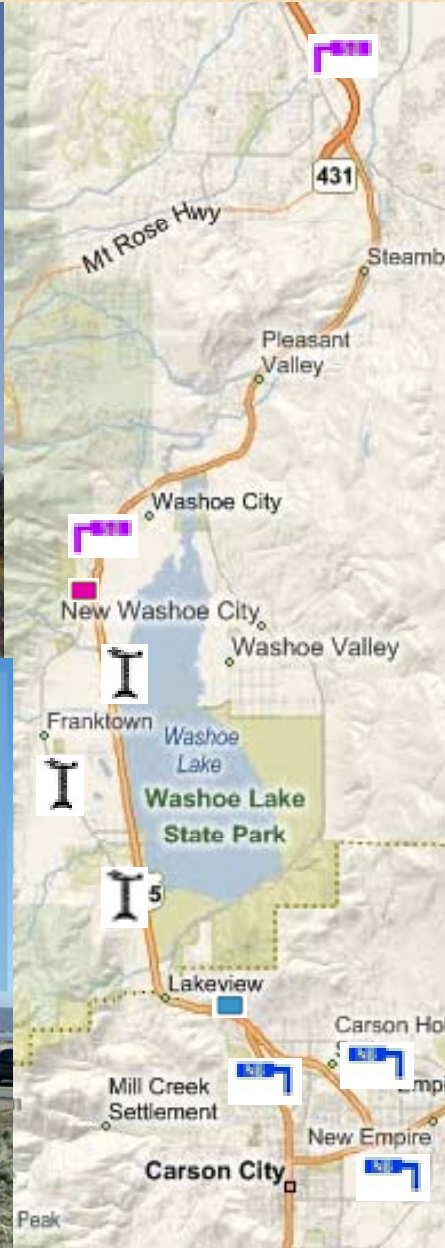 431
Mt Rose Hwy
Steamb
Pleasant
Valley
Washoe City
New Washoe City
Washoe Valley
Franktown
Washoe
Lake
Washoe Lake
State Park
5
Lakeview
Carson Ho
Mill Creek
Settlement
New Empire
Carson City
Peak